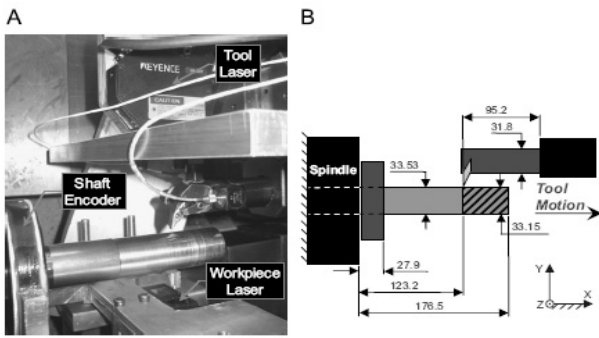 A
KEYENCE
CAUTION
Tool
Laser
Shaft
Encoder
Workpiece
Laser
B
95.2
31.8
Spindle
33.53
Tool
Motion
33.15
27.9
123.2
176.5
Y
X
Z